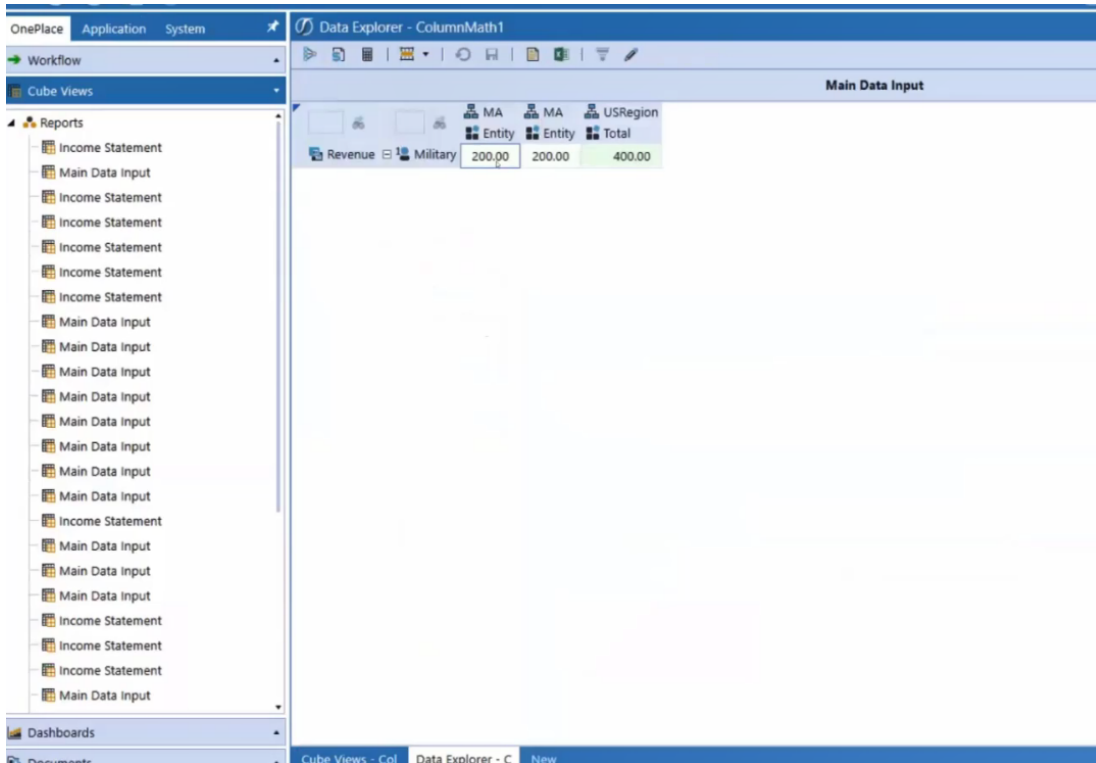 OnePlace Application System
Data Explorer - ColumnMath1
Workflow
Cube Views
Main Data Input
Reports
Income Statement
Main Data Input
Income Statement
Income Statement
Income Statement
Income Statement
Income Statement
Main Data Input
Main Data Input
Main Data Input
Main Data Input
Main Data Input
Main Data Input
Main Data Input
Main Data Input
Income Statement
Main Data Input
Main Data Input
Main Data Input
Income Statement
Income Statement
Income Statement
Main Data Input
MA MA USRegion
Entity Entity Total
Revenue Military 200.00 200.00 400.00
Dashboards
Documents
Cube Views - Col Data Explorer - C New